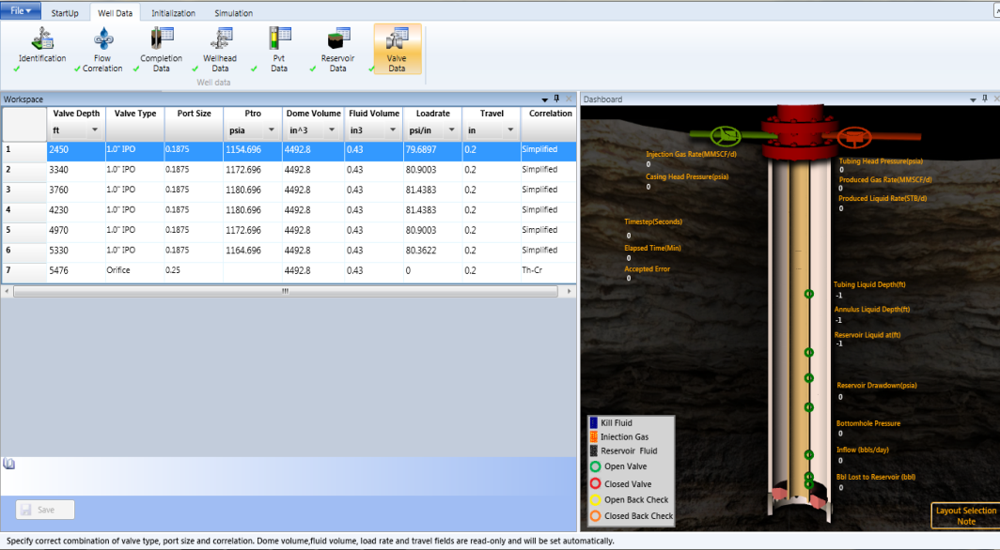 File
StartUp
Well Data
Initialization
Simulation
Identification
Flow
Correlation
Completion
Data
Wellhead
Data
Pvt
Data
Reservoir
Data
Valve
Data
Well data
Workspace
Valve Depth Valve Type Port Size Ptro Dome Volume Fluid Volume Loadrate Travel Correlation
ft psia in^3 in3 psi/in in
1 2450 1.0" IPO 0.1875 1154.696 4492.8 0.43 79.6897 0.2 Simplified
2 3340 1.0" IPO 0.1875 1172.696 4492.8 0.43 80.9003 0.2 Simplified
3 3760 1.0" IPO 0.1875 1180.696 4492.8 0.43 81.4383 0.2 Simplified
4 4230 1.0" IPO 0.1875 1180.696 4492.8 0.43 81.4383 0.2 Simplified
5 4970 1.0" IPO 0.1875 1172.696 4492.8 0.43 80.9003 0.2 Simplified
6 5330 1.0" IPO 0.1875 1164.696 4492.8 0.43 80.3622 0.2 Simplified
7 5476 Orifice 0.25 4492.8 0.43 0 0.2 Th-Cr
Save
Dashboard
Injection Gas Rate(MMSCF/d)
0
Casing Head Pressure(psia)
0
Timestep(Seconds)
0
Elapsed Time(Min)
0
Accepted Error
0
Tubing Head Pressure(psia)
0
Produced Gas Rate(MMSCF/d)
0
Produced Liquid Rate(STB/d)
0
Tubing Liquid Depth(ft)
-1
Annulus Liquid Depth(ft)
-1
Reservoir Liquid at(ft)
-1
Reservoir Drawdown(psia)
0
Bottomhole Pressure
0
Inflow (bbls/day)
0
Bbl Lost to Reservoir (bbl)
0
Kill Fluid
Injection Gas
Reservoir Fluid
Open Valve
Closed Valve
Open Back Check
Closed Back Check
Layout Selection
Note
Specify correct combination of valve type, port size and correlation. Dome volume,fluid volume, load rate and travel fields are read-only and will be set automatically.